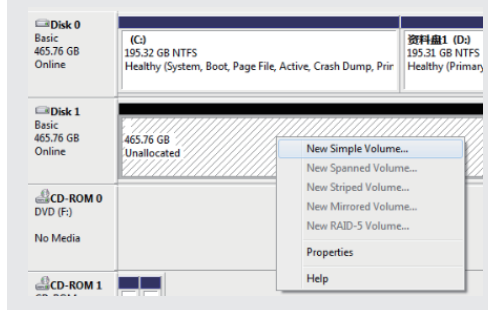 Disk 0
Basic
465.76 GB
Online
(C:)
195.32 GB NTFS
Healthy (System, Boot, Page File, Active, Crash Dump, Prir
资料盘1 (D:)
195.31 GB NTFS
Healthy (Primary
Disk 1
Basic
465.76 GB
Online
465.76 GB
Unallocated
New Simple Volume...
New Spanned Volume...
New Striped Volume...
New Mirrored Volume...
New RAID-5 Volume...
Properties
Help
CD-ROM 0
DVD (F:)
No Media
CD-ROM 1